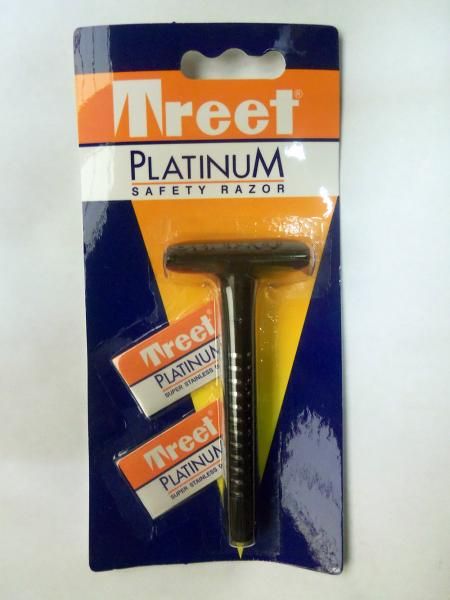 Treet®
PLATINUM
SAFETY RAZOR
Treet
PLATINUM
SUPER STAINLESS
Treet
PLATINUM
SUPER STAINLESS